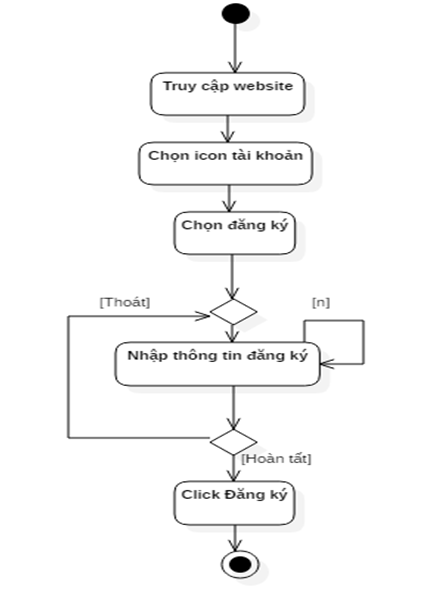 Truy cập website
Chọn icon tài khoản
Chọn đăng ký
[Thoát]
[n]
Nhập thông tin đăng ký
[Hoàn tất]
Click Đăng ký